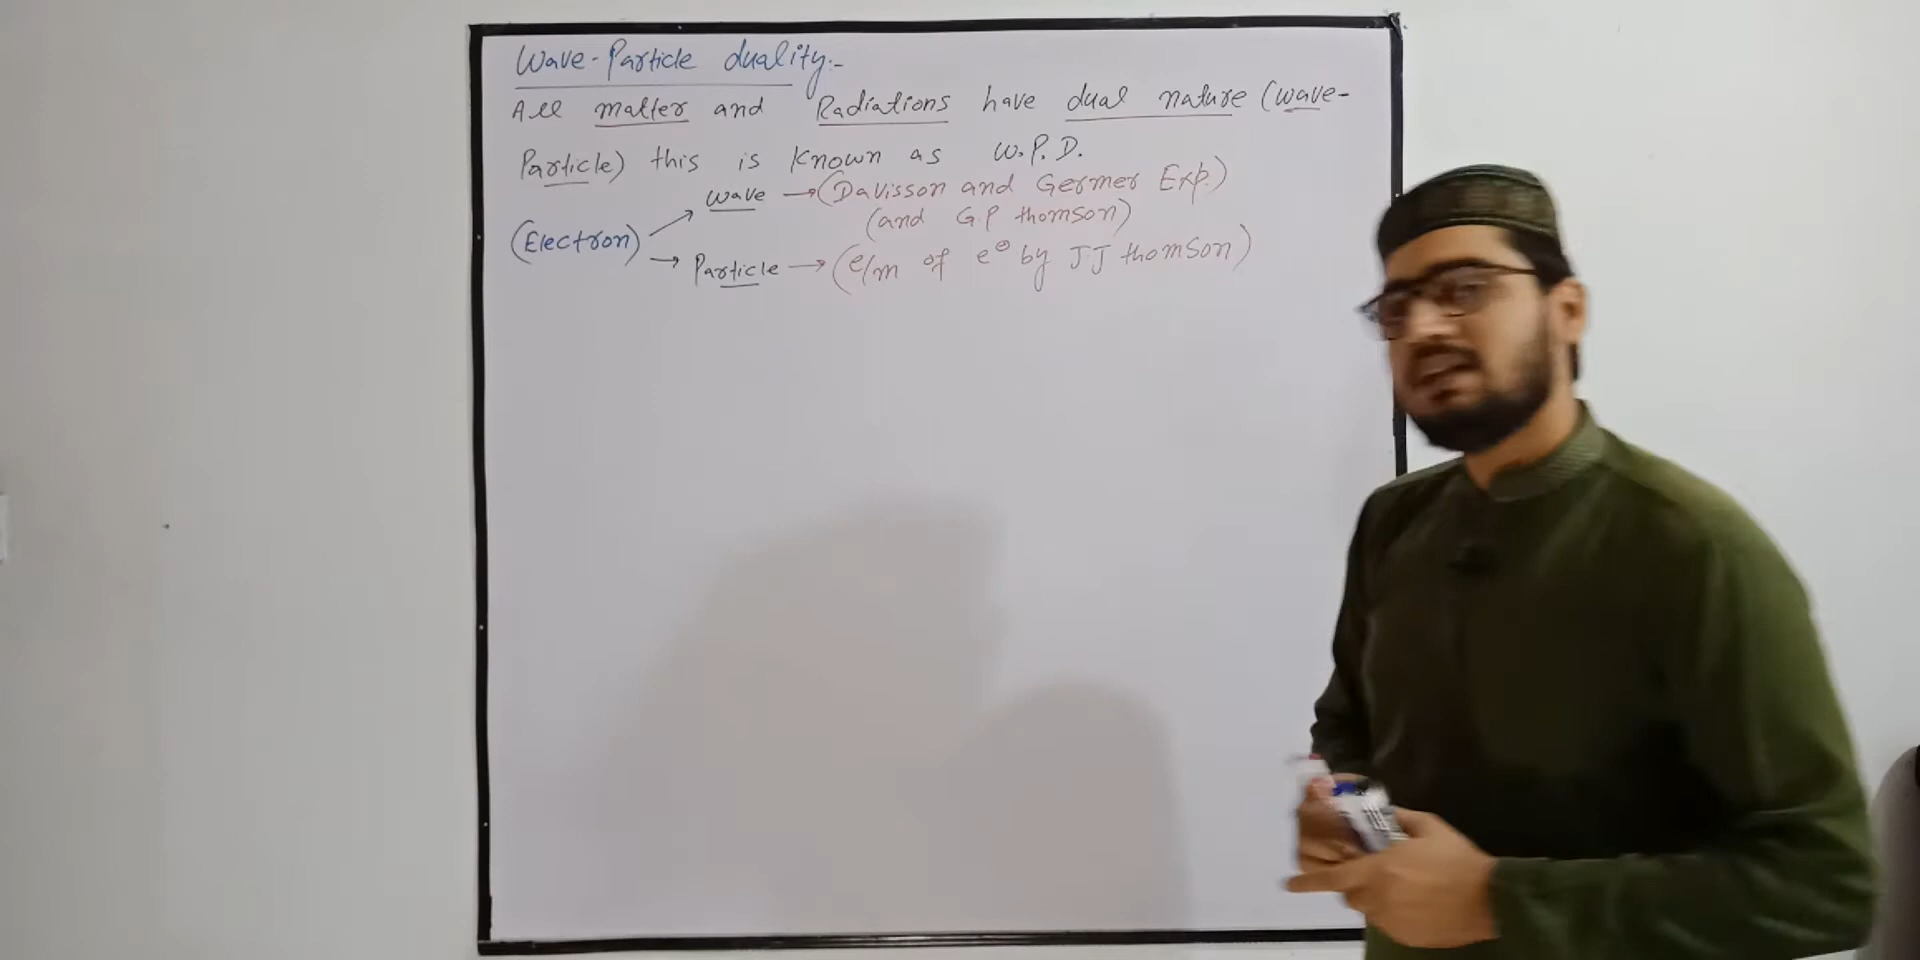 Wave-Particle duality:-
All matter and Radiations have dual nature (wave-
Particle) this is known as W.P.D.
wave → (Davisson and Germer Exp.)
(and G.P thomson)
(Electron)
Particle → (e/m of e⊖ by JJ thomson)